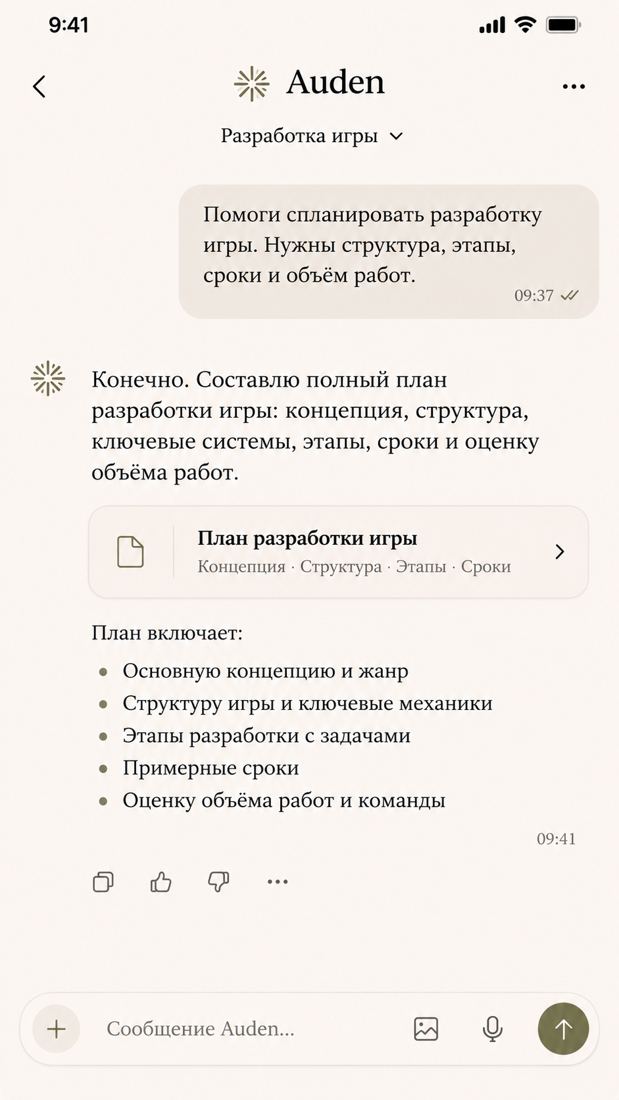 9:41
Auden
Разработка игры
Помоги спланировать разработку
игры. Нужны структура, этапы,
сроки и объём работ.
09:37
Конечно. Составлю полный план
разработки игры: концепция, структура,
ключевые системы, этапы, сроки и оценку
объёма работ.
План разработки игры
Концепция · Структура · Этапы · Сроки
План включает:
Основную концепцию и жанр
Структуру игры и ключевые механики
Этапы разработки с задачами
Примерные сроки
Оценку объёма работ и команды
09:41
Сообщение Auden...